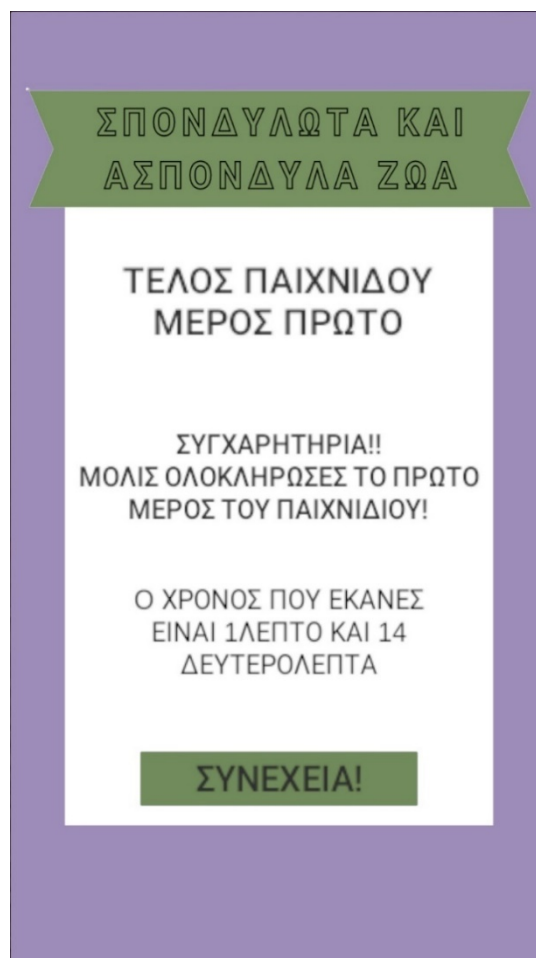 ΣΠΟΝΔΥΛΩΤΑ ΚΑΙ
ΑΣΠΟΝΔΥΛΑ ΖΩΑ
ΤΕΛΟΣ ΠΑΙΧΝΙΔΟΥ
ΜΕΡΟΣ ΠΡΩΤΟ
ΣΥΓΧΑΡΗΤΗΡΙΑ!!
ΜΟΛΙΣ ΟΛΟΚΛΗΡΩΣΕΣ ΤΟ ΠΡΩΤΟ
ΜΕΡΟΣ ΤΟΥ ΠΑΙΧΝΙΔΙΟΥ!
Ο ΧΡΟΝΟΣ ΠΟΥ ΕΚΑΝΕΣ
ΕΙΝΑΙ 1ΛΕΠΤΟ ΚΑΙ 14
ΔΕΥΤΕΡΟΛΕΠΤΑ
ΣΥΝΕΧΕΙΑ!